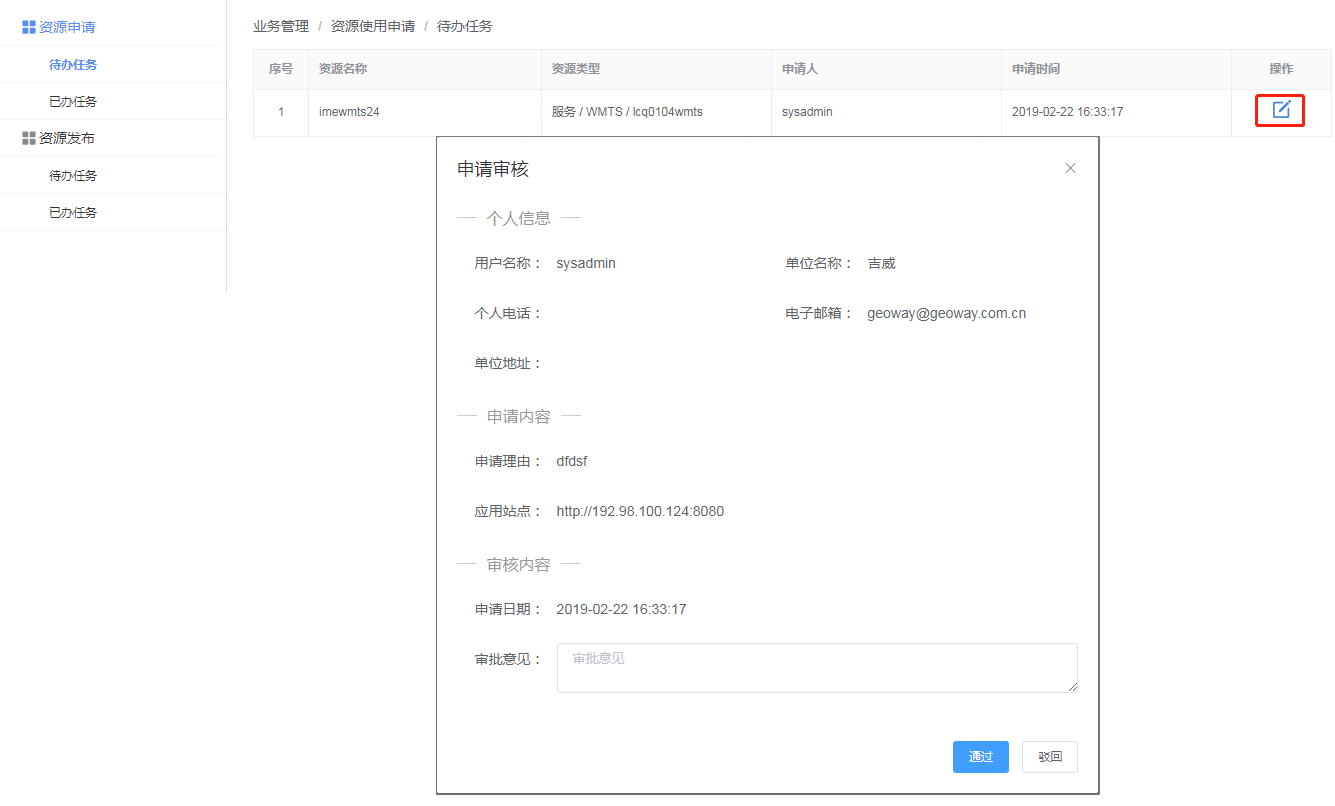 资源申请
待办任务
已办任务
资源发布
待办任务
已办任务
业务管理 / 资源使用申请 / 待办任务
序号 资源名称 资源类型 申请人 申请时间 操作
1 imewmts24 服务 / WMTS / lcq0104wmts sysadmin 2019-02-22 16:33:17
申请审核
个人信息
用户名称： sysadmin 单位名称： 吉威
个人电话： 电子邮箱： geoway@geoway.com.cn
单位地址：
申请内容
申请理由： dfdsf
应用站点： http://192.98.100.124:8080
审核内容
申请日期： 2019-02-22 16:33:17
审批意见： 审批意见
通过 驳回